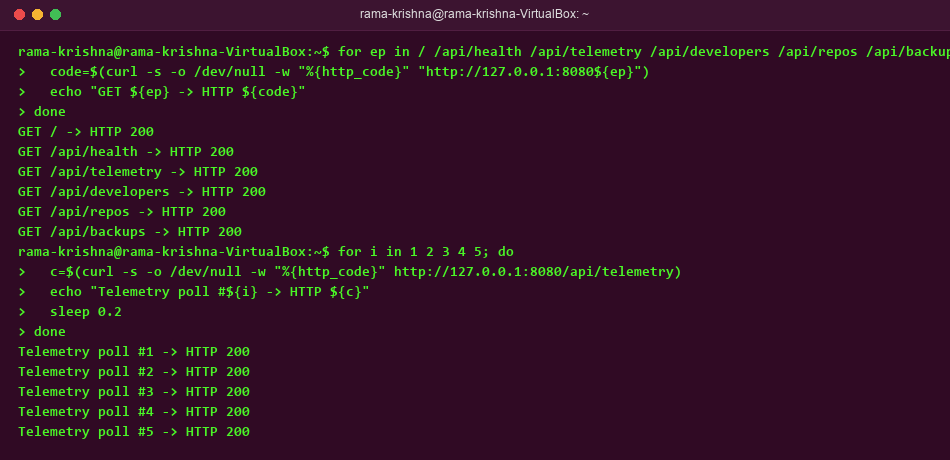 rama-krishna@rama-krishna-VirtualBox: ~
rama-krishna@rama-krishna-VirtualBox:~$ for ep in / /api/health /api/telemetry /api/developers /api/repos /api/backup
>   code=$(curl -s -o /dev/null -w "%{http_code}" "http://127.0.0.1:8080${ep}")
>   echo "GET ${ep} -> HTTP ${code}"
> done
GET / -> HTTP 200
GET /api/health -> HTTP 200
GET /api/telemetry -> HTTP 200
GET /api/developers -> HTTP 200
GET /api/repos -> HTTP 200
GET /api/backups -> HTTP 200
rama-krishna@rama-krishna-VirtualBox:~$ for i in 1 2 3 4 5; do
>   c=$(curl -s -o /dev/null -w "%{http_code}" http://127.0.0.1:8080/api/telemetry)
>   echo "Telemetry poll #${i} -> HTTP ${c}"
>   sleep 0.2
> done
Telemetry poll #1 -> HTTP 200
Telemetry poll #2 -> HTTP 200
Telemetry poll #3 -> HTTP 200
Telemetry poll #4 -> HTTP 200
Telemetry poll #5 -> HTTP 200